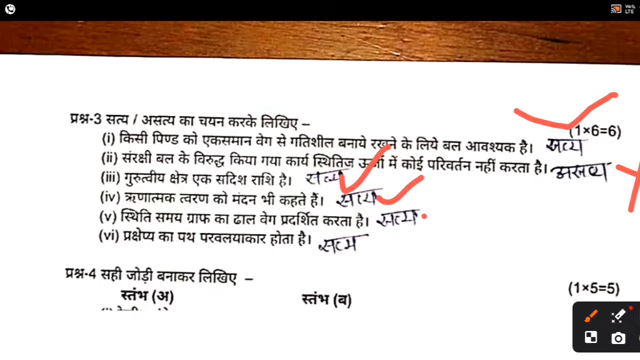 प्रश्न-3 सत्य / असत्य का चयन करके लिखिए – (1×6=6)
(i) किसी पिण्ड को एकसमान वेग से गतिशील बनाये रखने के लिये बल आवश्यक है। सत्य
(ii) संरक्षी बल के विरुद्ध किया गया कार्य स्थितिज ऊर्जा में कोई परिवर्तन नहीं करता है। असत्य
(iii) गुरुत्वीय क्षेत्र एक सदिश राशि है। सत्य
(iv) ऋणात्मक त्वरण को मंदन भी कहते हैं। सत्य
(v) स्थिति समय ग्राफ का ढाल वेग प्रदर्शित करता है। सत्य
(vi) प्रक्षेप्य का पथ परवलयाकार होता है। सत्य
प्रश्न-4 सही जोड़ी बनाकर लिखिए – (1×5=5)
स्तंभ (अ) स्तंभ (ब)